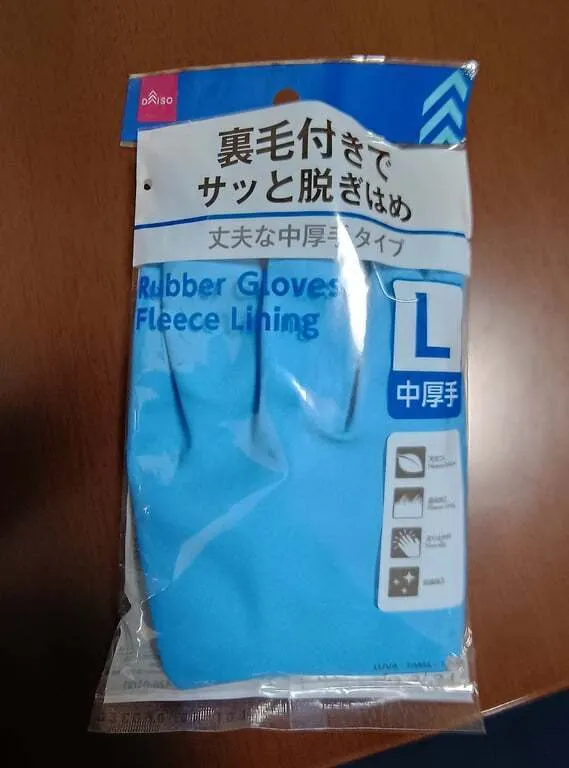 DAISO
裏毛付きで
サッと脱ぎはめ
丈夫な中厚手タイプ
Rubber Gloves
Fleece Lining
L
中厚手